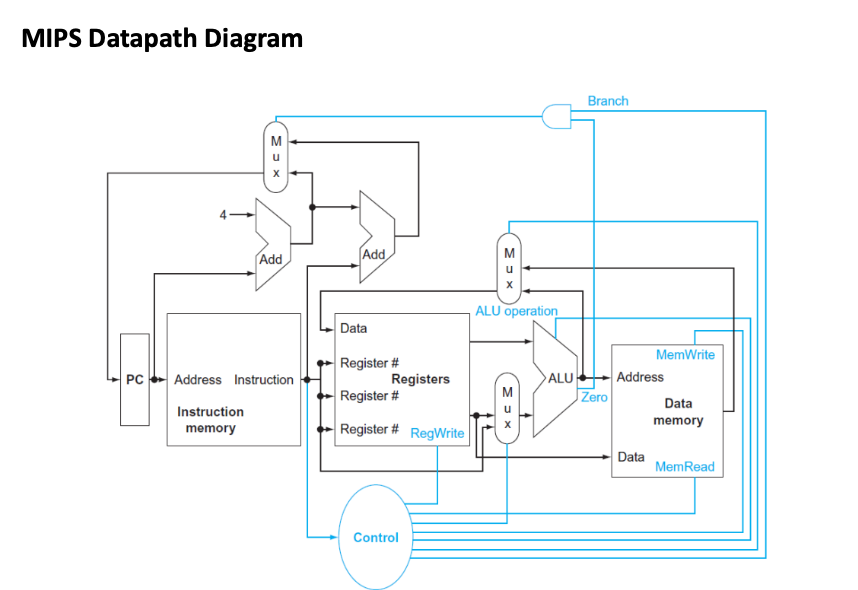 MIPS Datapath Diagram
Branch
M
u
x
4
Add
Add
M
u
x
ALU operation
Data
Register #
Registers
Register #
Register #
RegWrite
PC
Address
Instruction
Instruction
memory
M
u
x
ALU
Zero
MemWrite
Address
Data
memory
Data
MemRead
Control